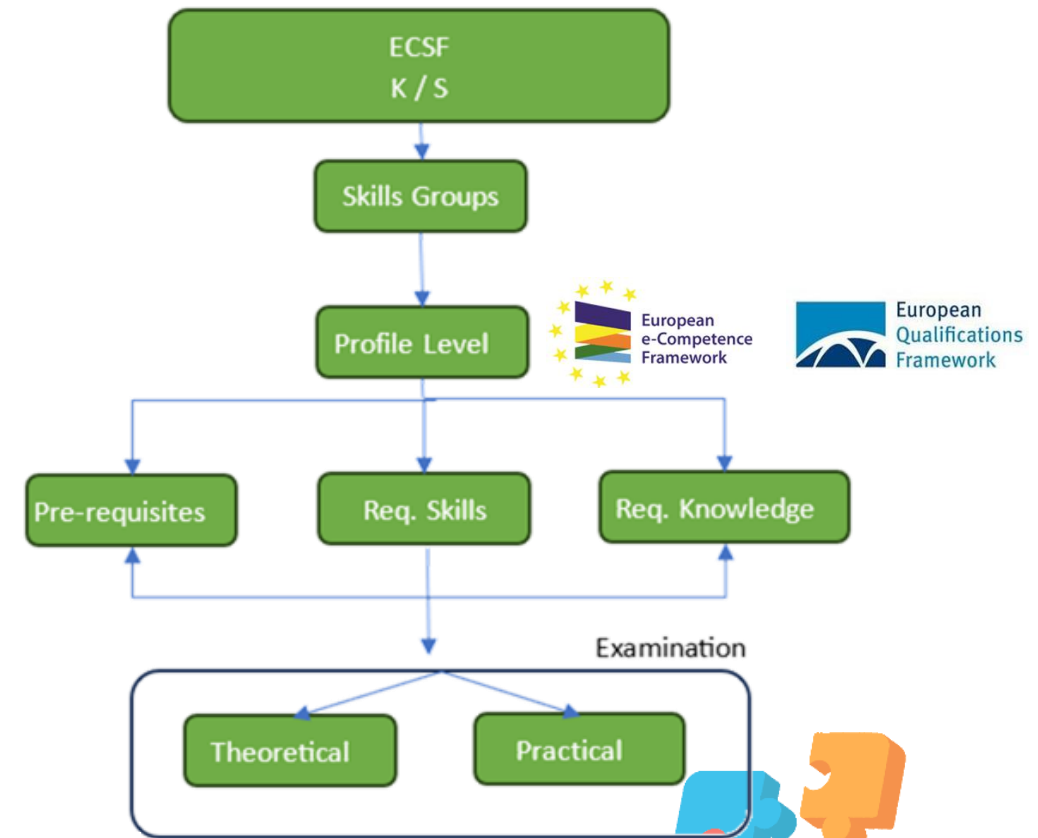 ECSF
K / S
Skills Groups
Profile Level
European
e-Competence
Framework
European
Qualifications
Framework
Pre-requisites
Req. Skills
Req. Knowledge
Examination
Theoretical
Practical